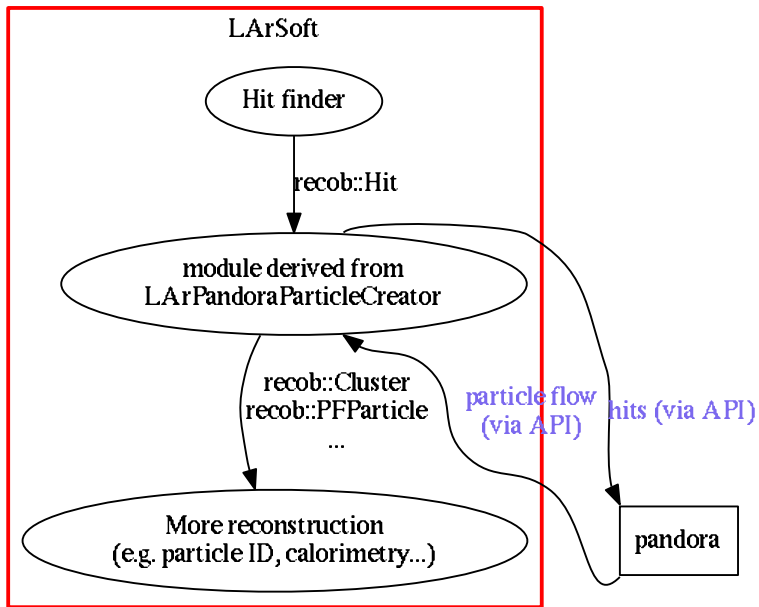 LArSoft
Hit finder
recob::Hit
module derived from
LArPandoraParticleCreator
recob::Cluster
recob::PFParticle
...
particle flow
(via API)
hits (via API)
More reconstruction
(e.g. particle ID, calorimetry...)
pandora